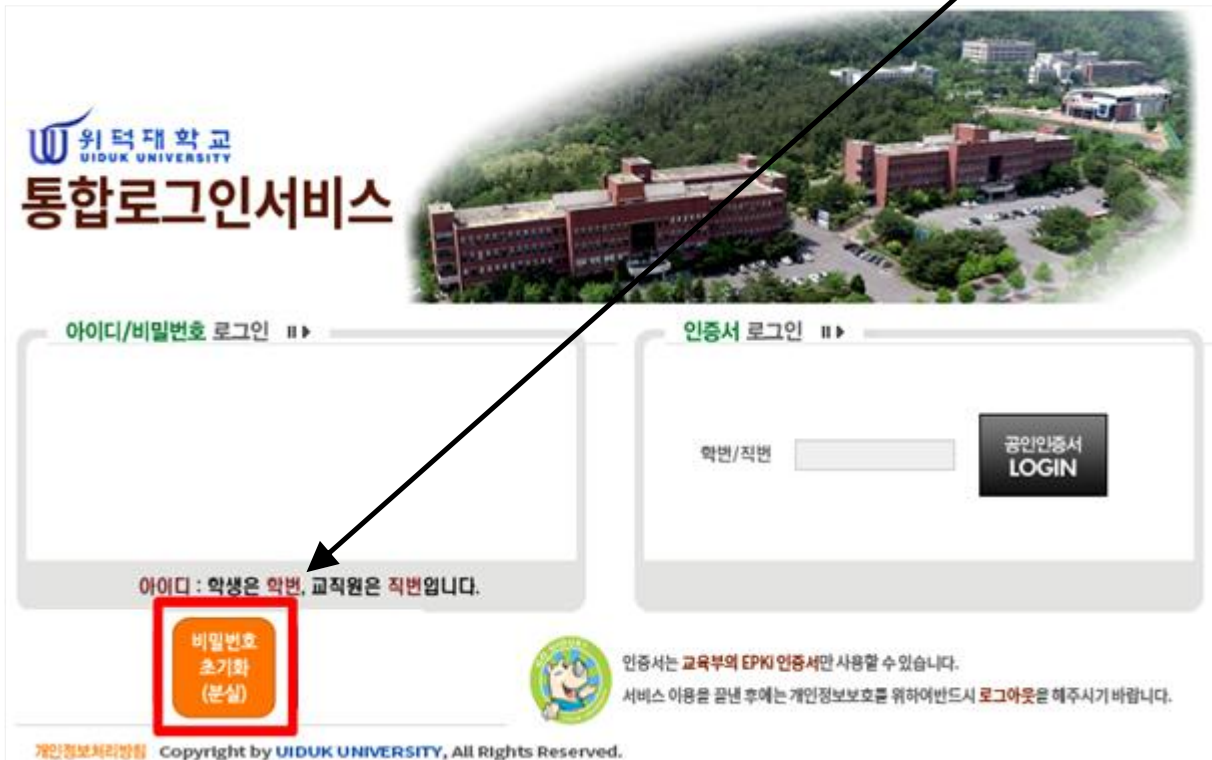 위덕대학교
UIDUK UNIVERSITY
통합로그인서비스
아이디/비밀번호 로그인
인증서 로그인
학번/직번
공인인증서
LOGIN
아이디 : 학생은 학번, 교직원은 직번입니다.
비밀번호
초기화
(분실)
인증서는 교육부의 EPKI 인증서만 사용할 수 있습니다.
서비스 이용을 끝낸 후에는 개인정보보호를 위하여반드시 로그아웃을 해주시기 바랍니다.
개인정보처리방침 Copyright by UIDUK UNIVERSITY, All Rights Reserved.